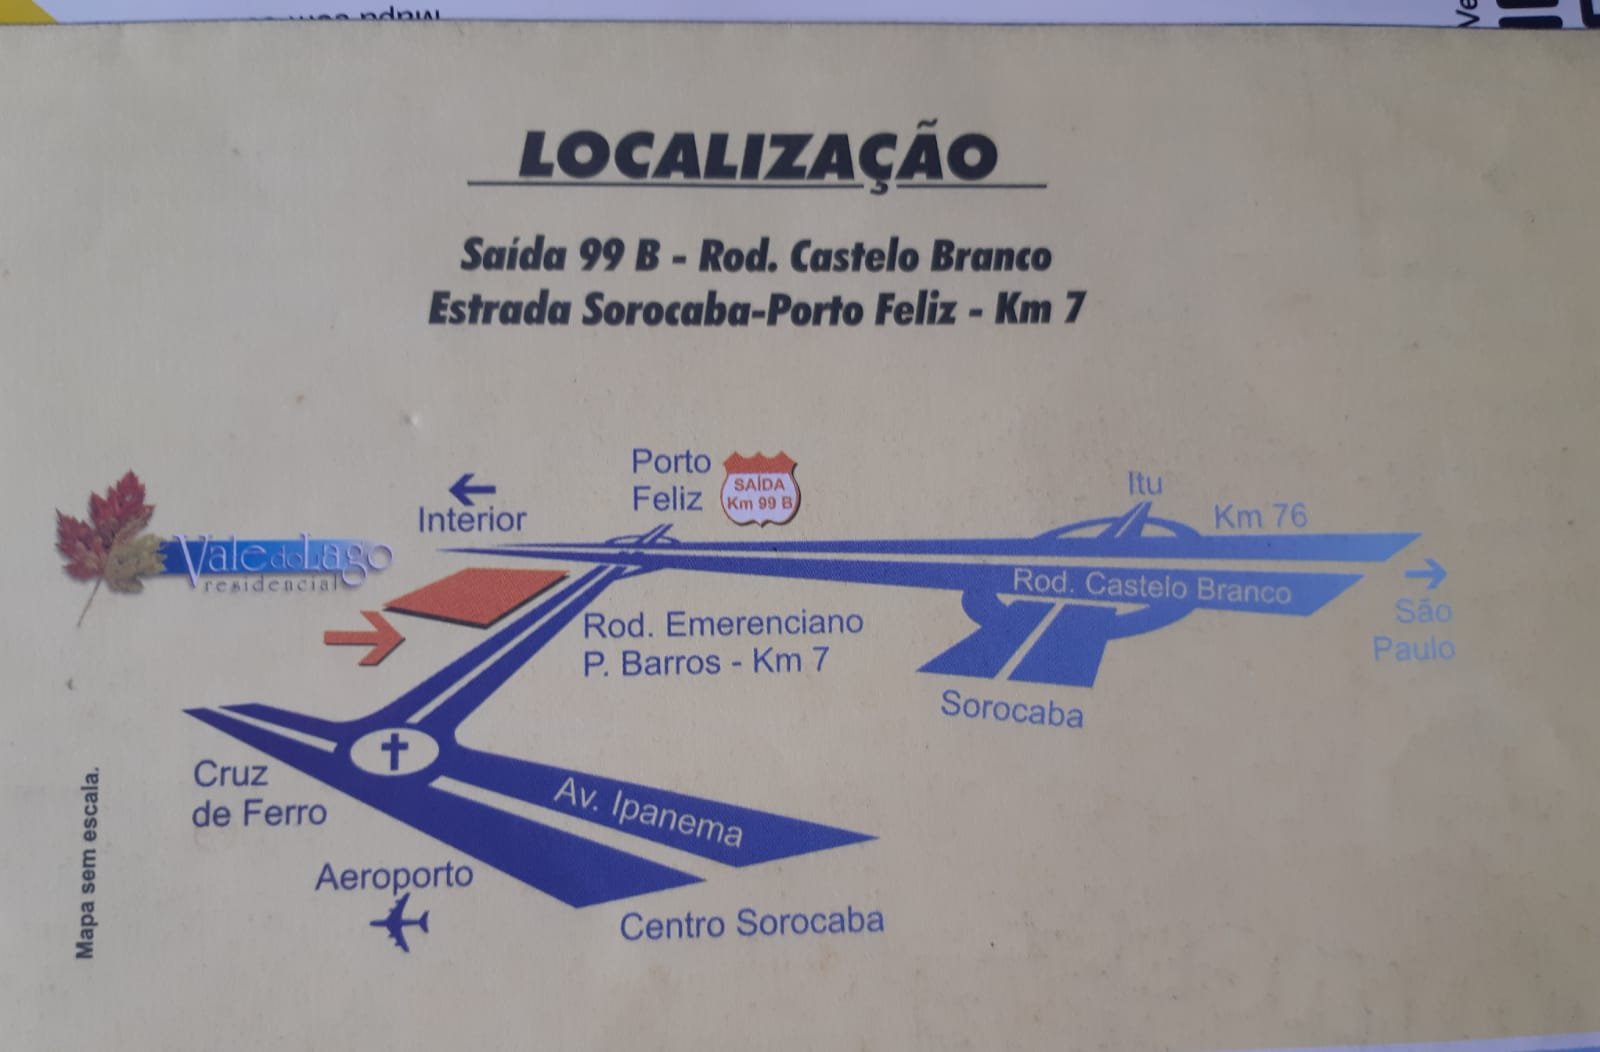 LOCALIZAÇÃO
Saída 99 B - Rod. Castelo Branco
Estrada Sorocaba-Porto Feliz - Km 7
Porto
Feliz
SAÍDA
Km 99 B
Interior
Itu
Km 76
Vale do Lago
residencial
Rod. Castelo Branco
São
Paulo
Rod. Emerenciano
P. Barros - Km 7
Sorocaba
Cruz
de Ferro
Av. Ipanema
Aeroporto
Centro Sorocaba
Mapa sem escala.